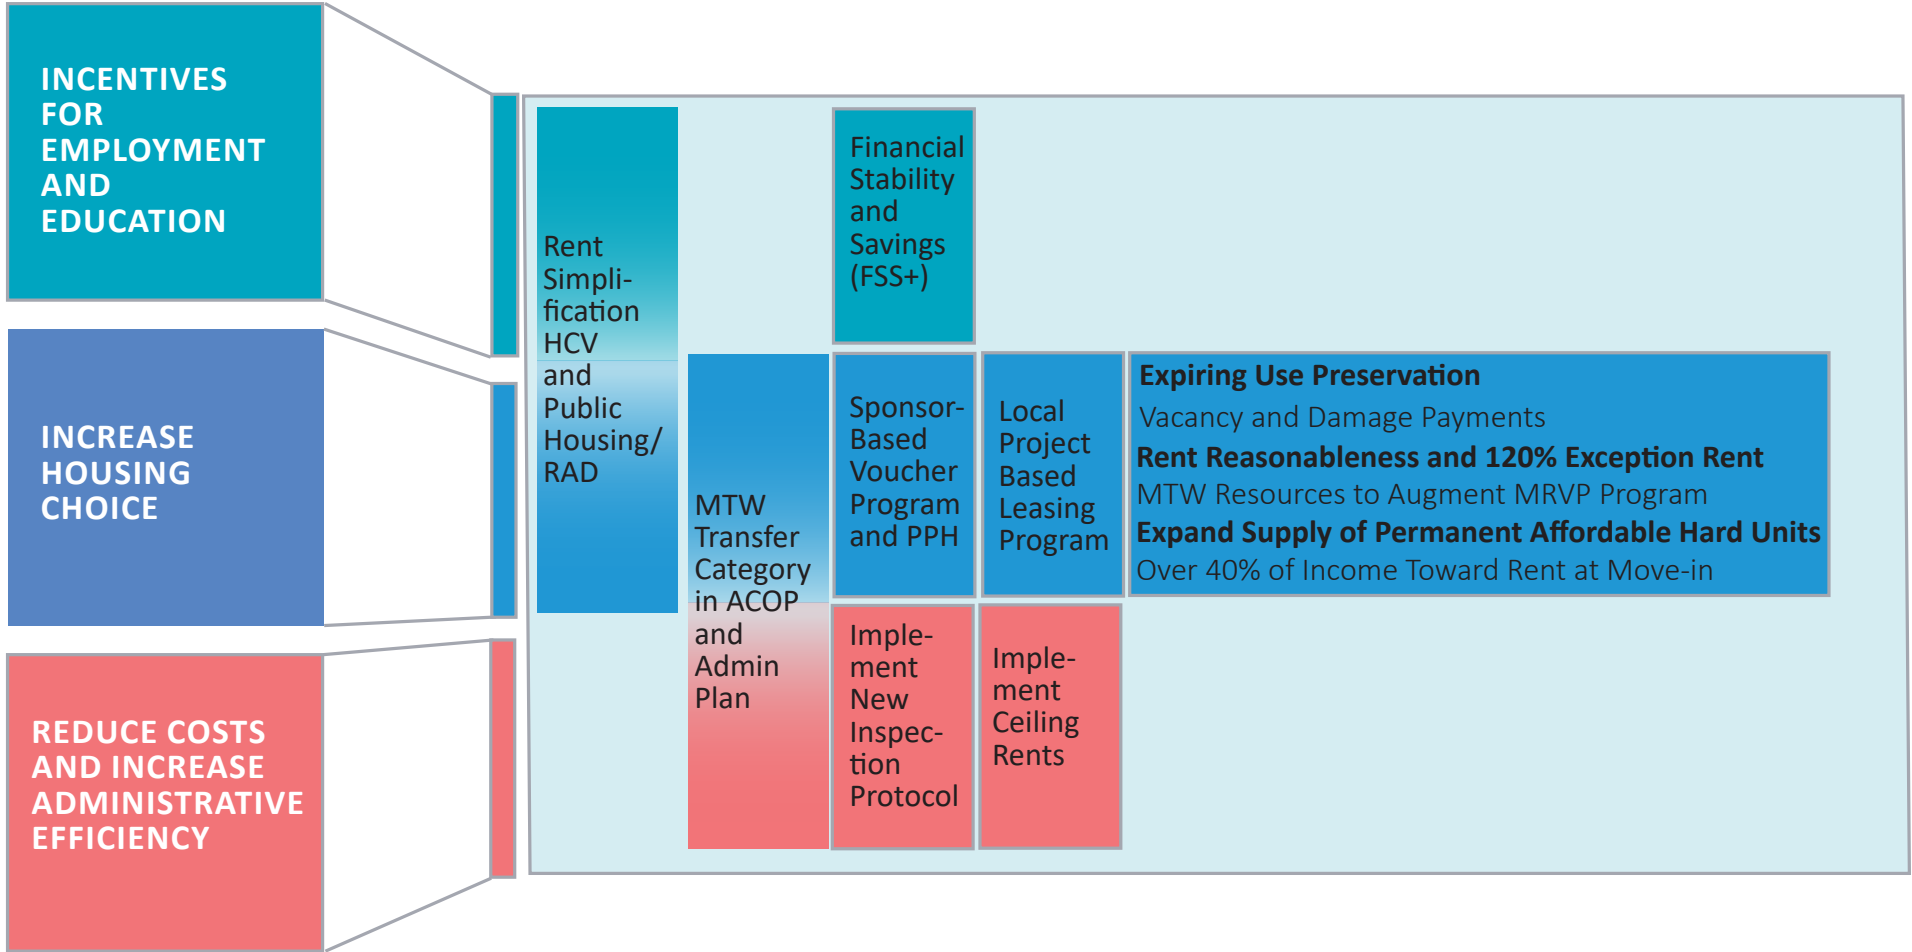 INCENTIVES
FOR
EMPLOYMENT
AND
EDUCATION
INCREASE
HOUSING
CHOICE
REDUCE COSTS
AND INCREASE
ADMINISTRATIVE
EFFICIENCY
Rent
Simpli-
fication
HCV
and
Public
Housing/
RAD
MTW
Transfer
Category
in ACOP
and
Admin
Plan
Financial
Stability
and
Savings
(FSS+)
Sponsor-
Based
Voucher
Program
and PPH
Imple-
ment
New
Inspec-
tion
Protocol
Local
Project
Based
Leasing
Program
Imple-
ment
Ceiling
Rents
Expiring Use Preservation
Vacancy and Damage Payments
Rent Reasonableness and 120% Exception Rent
MTW Resources to Augment MRVP Program
Expand Supply of Permanent Affordable Hard Units
Over 40% of Income Toward Rent at Move-in